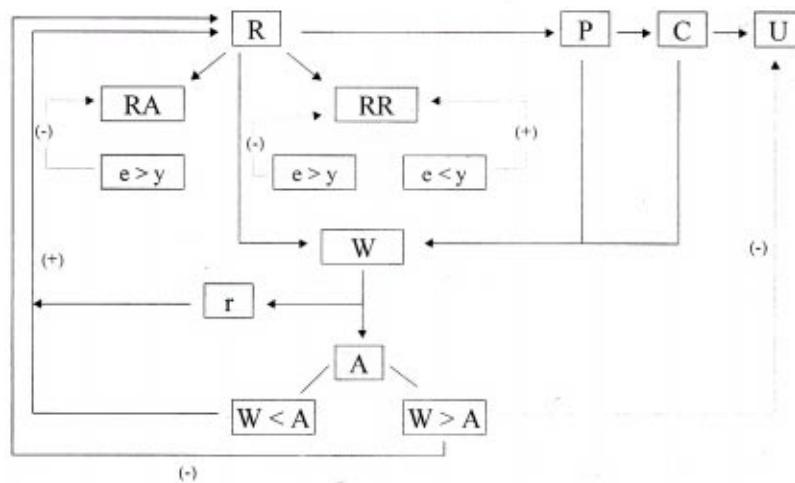 R P C U
RA RR
(-) (-) (+)
e > y e > y e < y
W
(+) (-)
r
A
W < A W > A
(-)